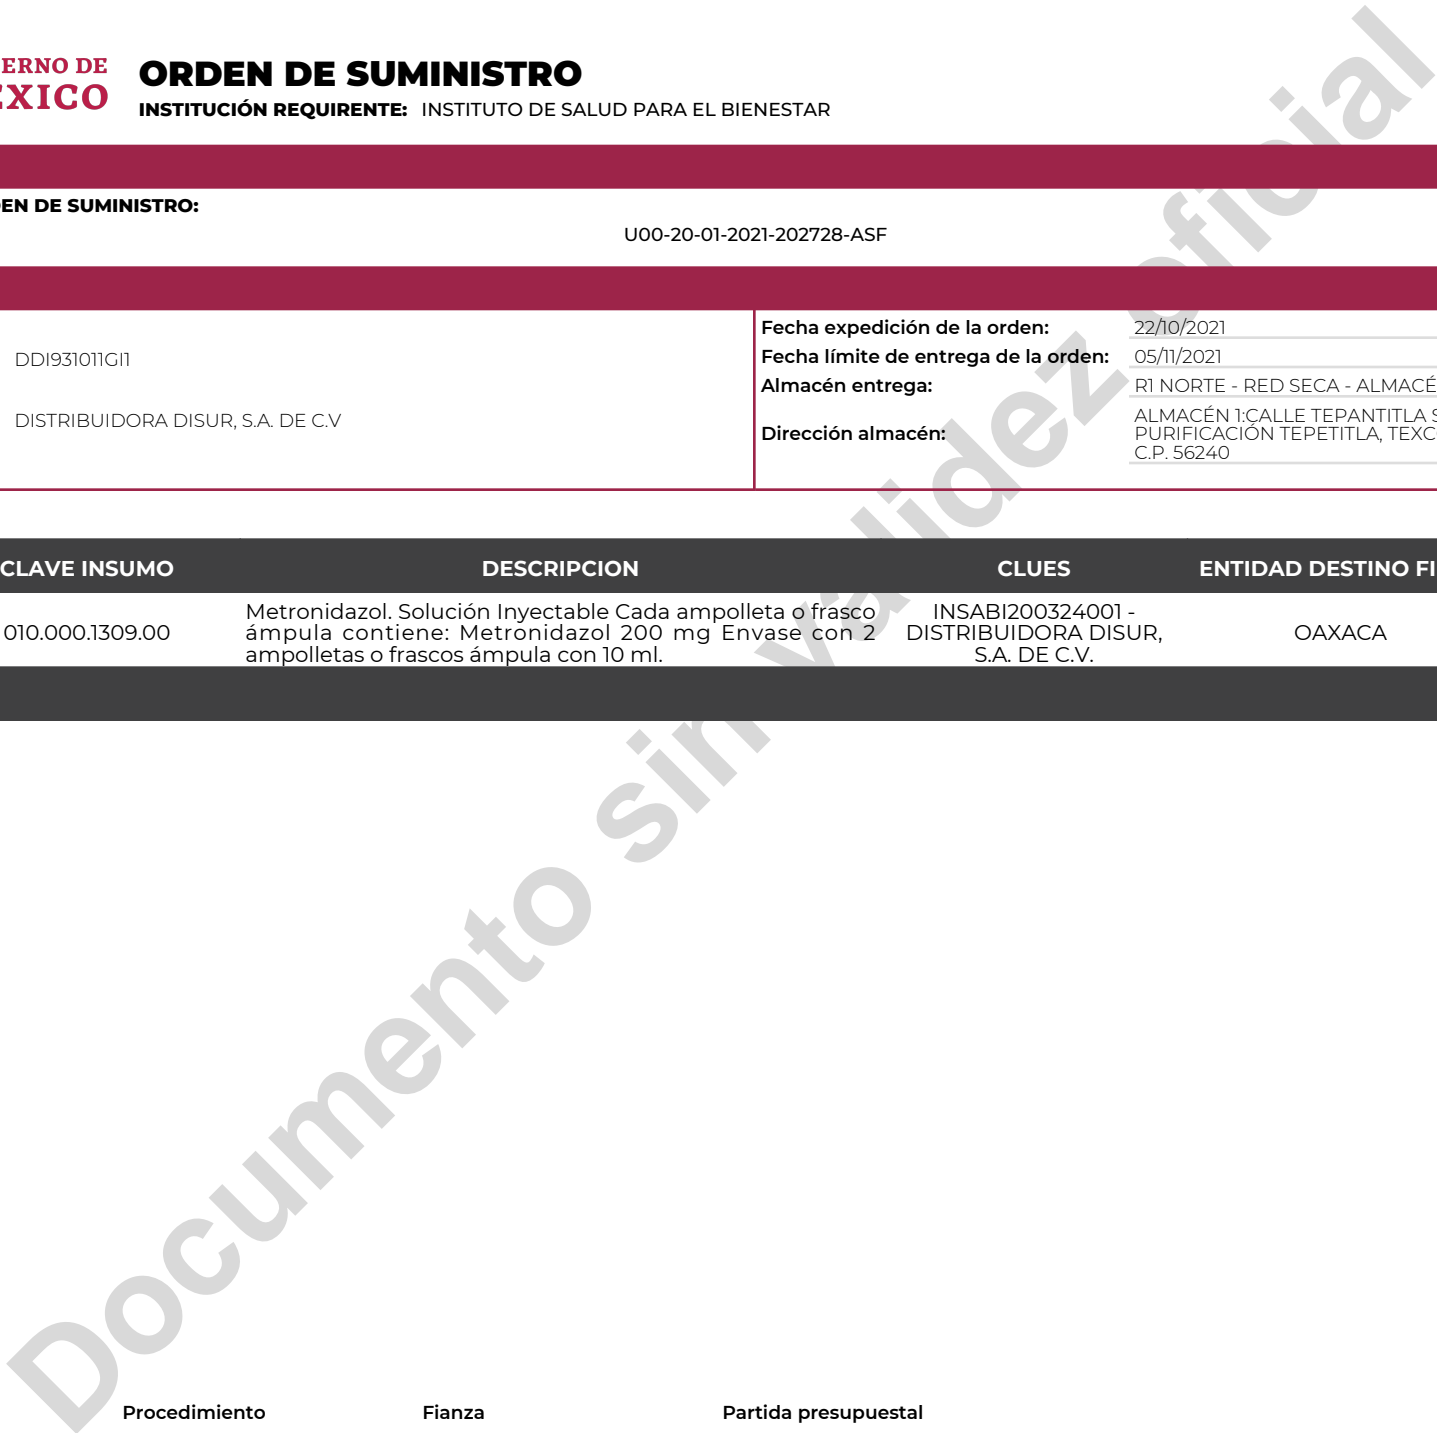 ERNO DE
EXICO
ORDEN DE SUMINISTRO
INSTITUCIÓN REQUIRENTE: INSTITUTO DE SALUD PARA EL BIENESTAR
EN DE SUMINISTRO:
U00-20-01-2021-202728-ASF
DDI931011GI1
DISTRIBUIDORA DISUR, S.A. DE C.V
Fecha expedición de la orden: 22/10/2021
Fecha límite de entrega de la orden: 05/11/2021
Almacén entrega: R1 NORTE - RED SECA - ALMACÉ
Dirección almacén:
ALMACÉN 1:CALLE TEPANTITLA S
PURIFICACIÓN TEPETITLA, TEXC
C.P. 56240
CLAVE INSUMO DESCRIPCION CLUES ENTIDAD DESTINO FI
010.000.1309.00
Metronidazol. Solución Inyectable Cada ampolleta o frasco
ámpula contiene: Metronidazol 200 mg Envase con 2
ampolletas o frascos ámpula con 10 ml.
INSABI200324001 -
DISTRIBUIDORA DISUR,
S.A. DE C.V.
OAXACA
Documento sin validez oficial
Procedimiento Fianza Partida presupuestal